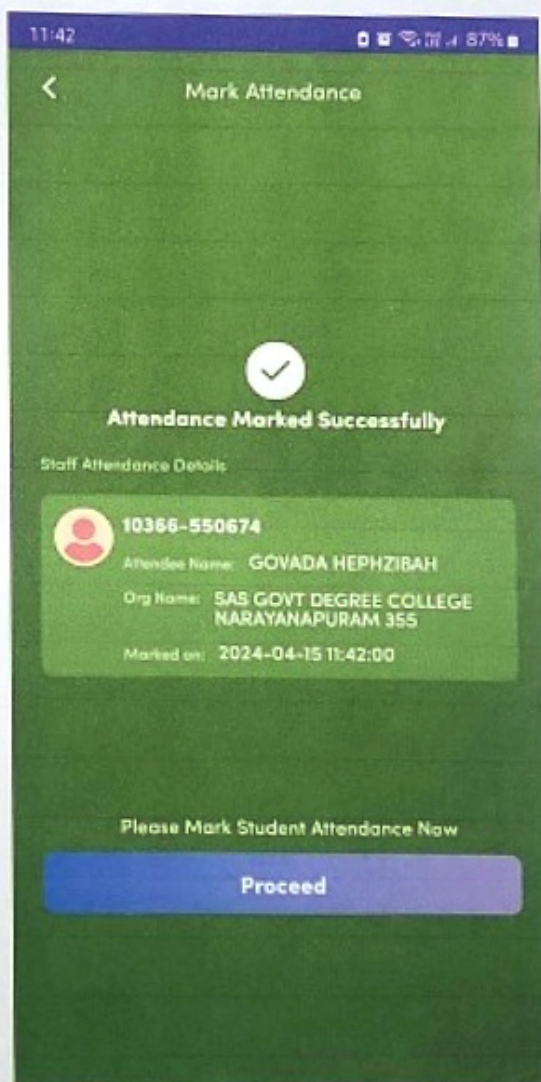 11:42
87%
Mark Attendance
Attendance Marked Successfully
Staff Attendance Details
10366-550674
Attendee Name: GOVADA HEPHZIBAH
Org Name: SAS GOVT DEGREE COLLEGE
NARAYANAPURAM 355
Marked on: 2024-04-15 11:42:00
Please Mark Student Attendance Now
Proceed